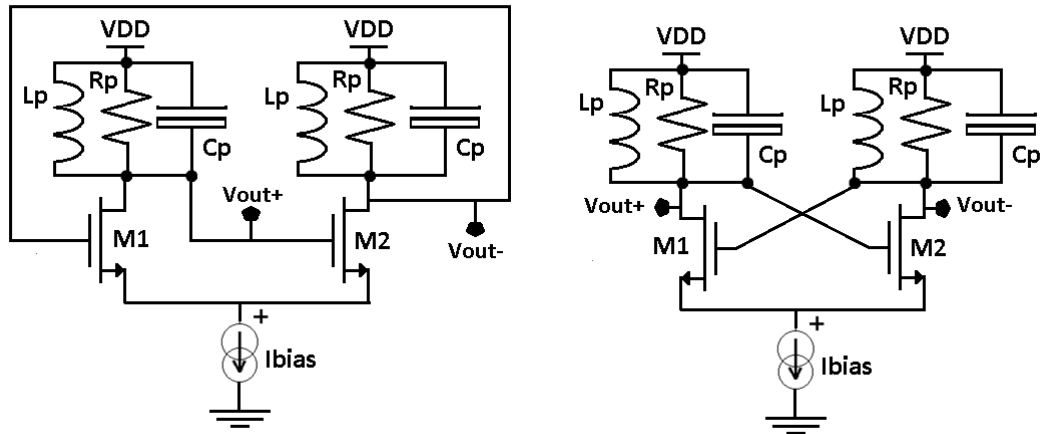 VDD
VDD
Lp
Rp
Cp
Lp
Rp
Cp
Vout+
M1
M2
Vout-
+
Ibias
VDD
VDD
Lp
Rp
Cp
Lp
Rp
Cp
Vout+
Vout-
M1
M2
+
Ibias